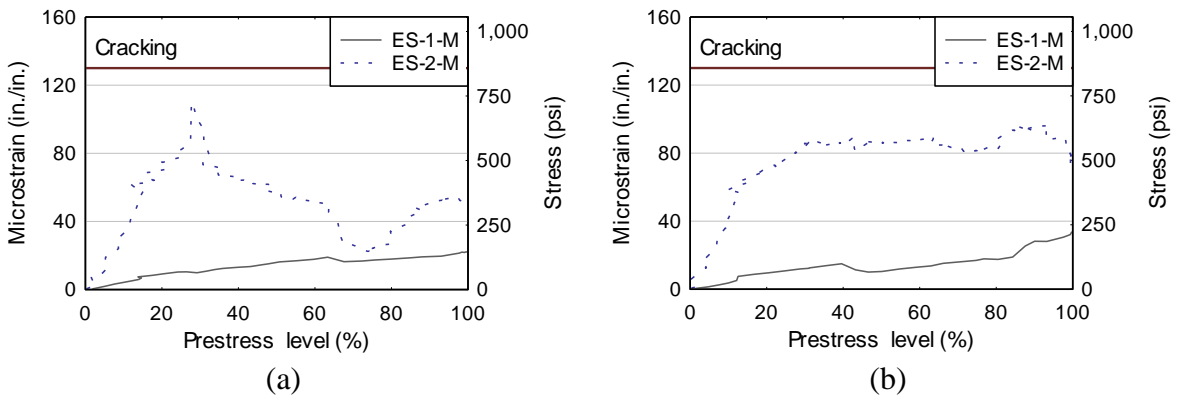 160
120
80
40
0
Microstrain (in./in.)
Cracking
ES-1-M
ES-2-M
1,000
750
500
250
0
Stress (psi)
0 20 40 60 80 100
Prestress level (%)
(a)
160
120
80
40
0
Microstrain (in./in.)
Cracking
ES-1-M
ES-2-M
1,000
750
500
250
0
Stress (psi)
0 20 40 60 80 100
Prestress level (%)
(b)